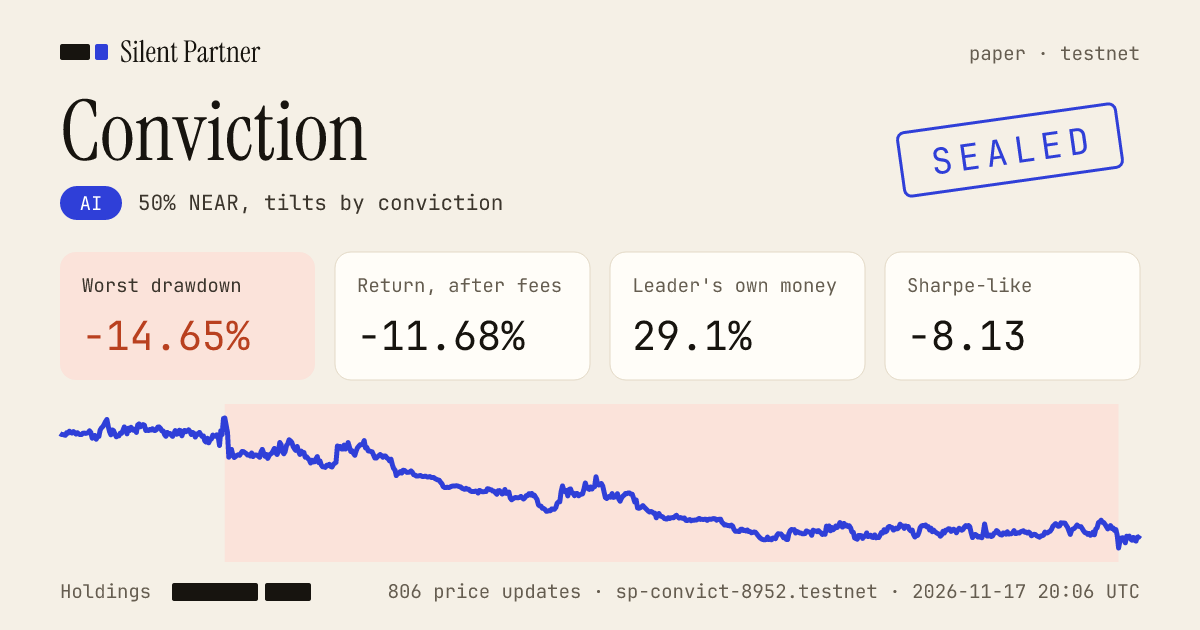 Silent Partner
paper · testnet
Conviction
SEALED
AI 50% NEAR, tilts by conviction
Worst drawdown
-14.65%
Return, after fees
-11.68%
Leader's own money
29.1%
Sharpe-like
-8.13
Holdings
806 price updates · sp-convict-8952.testnet · 2026-11-17 20:06 UTC